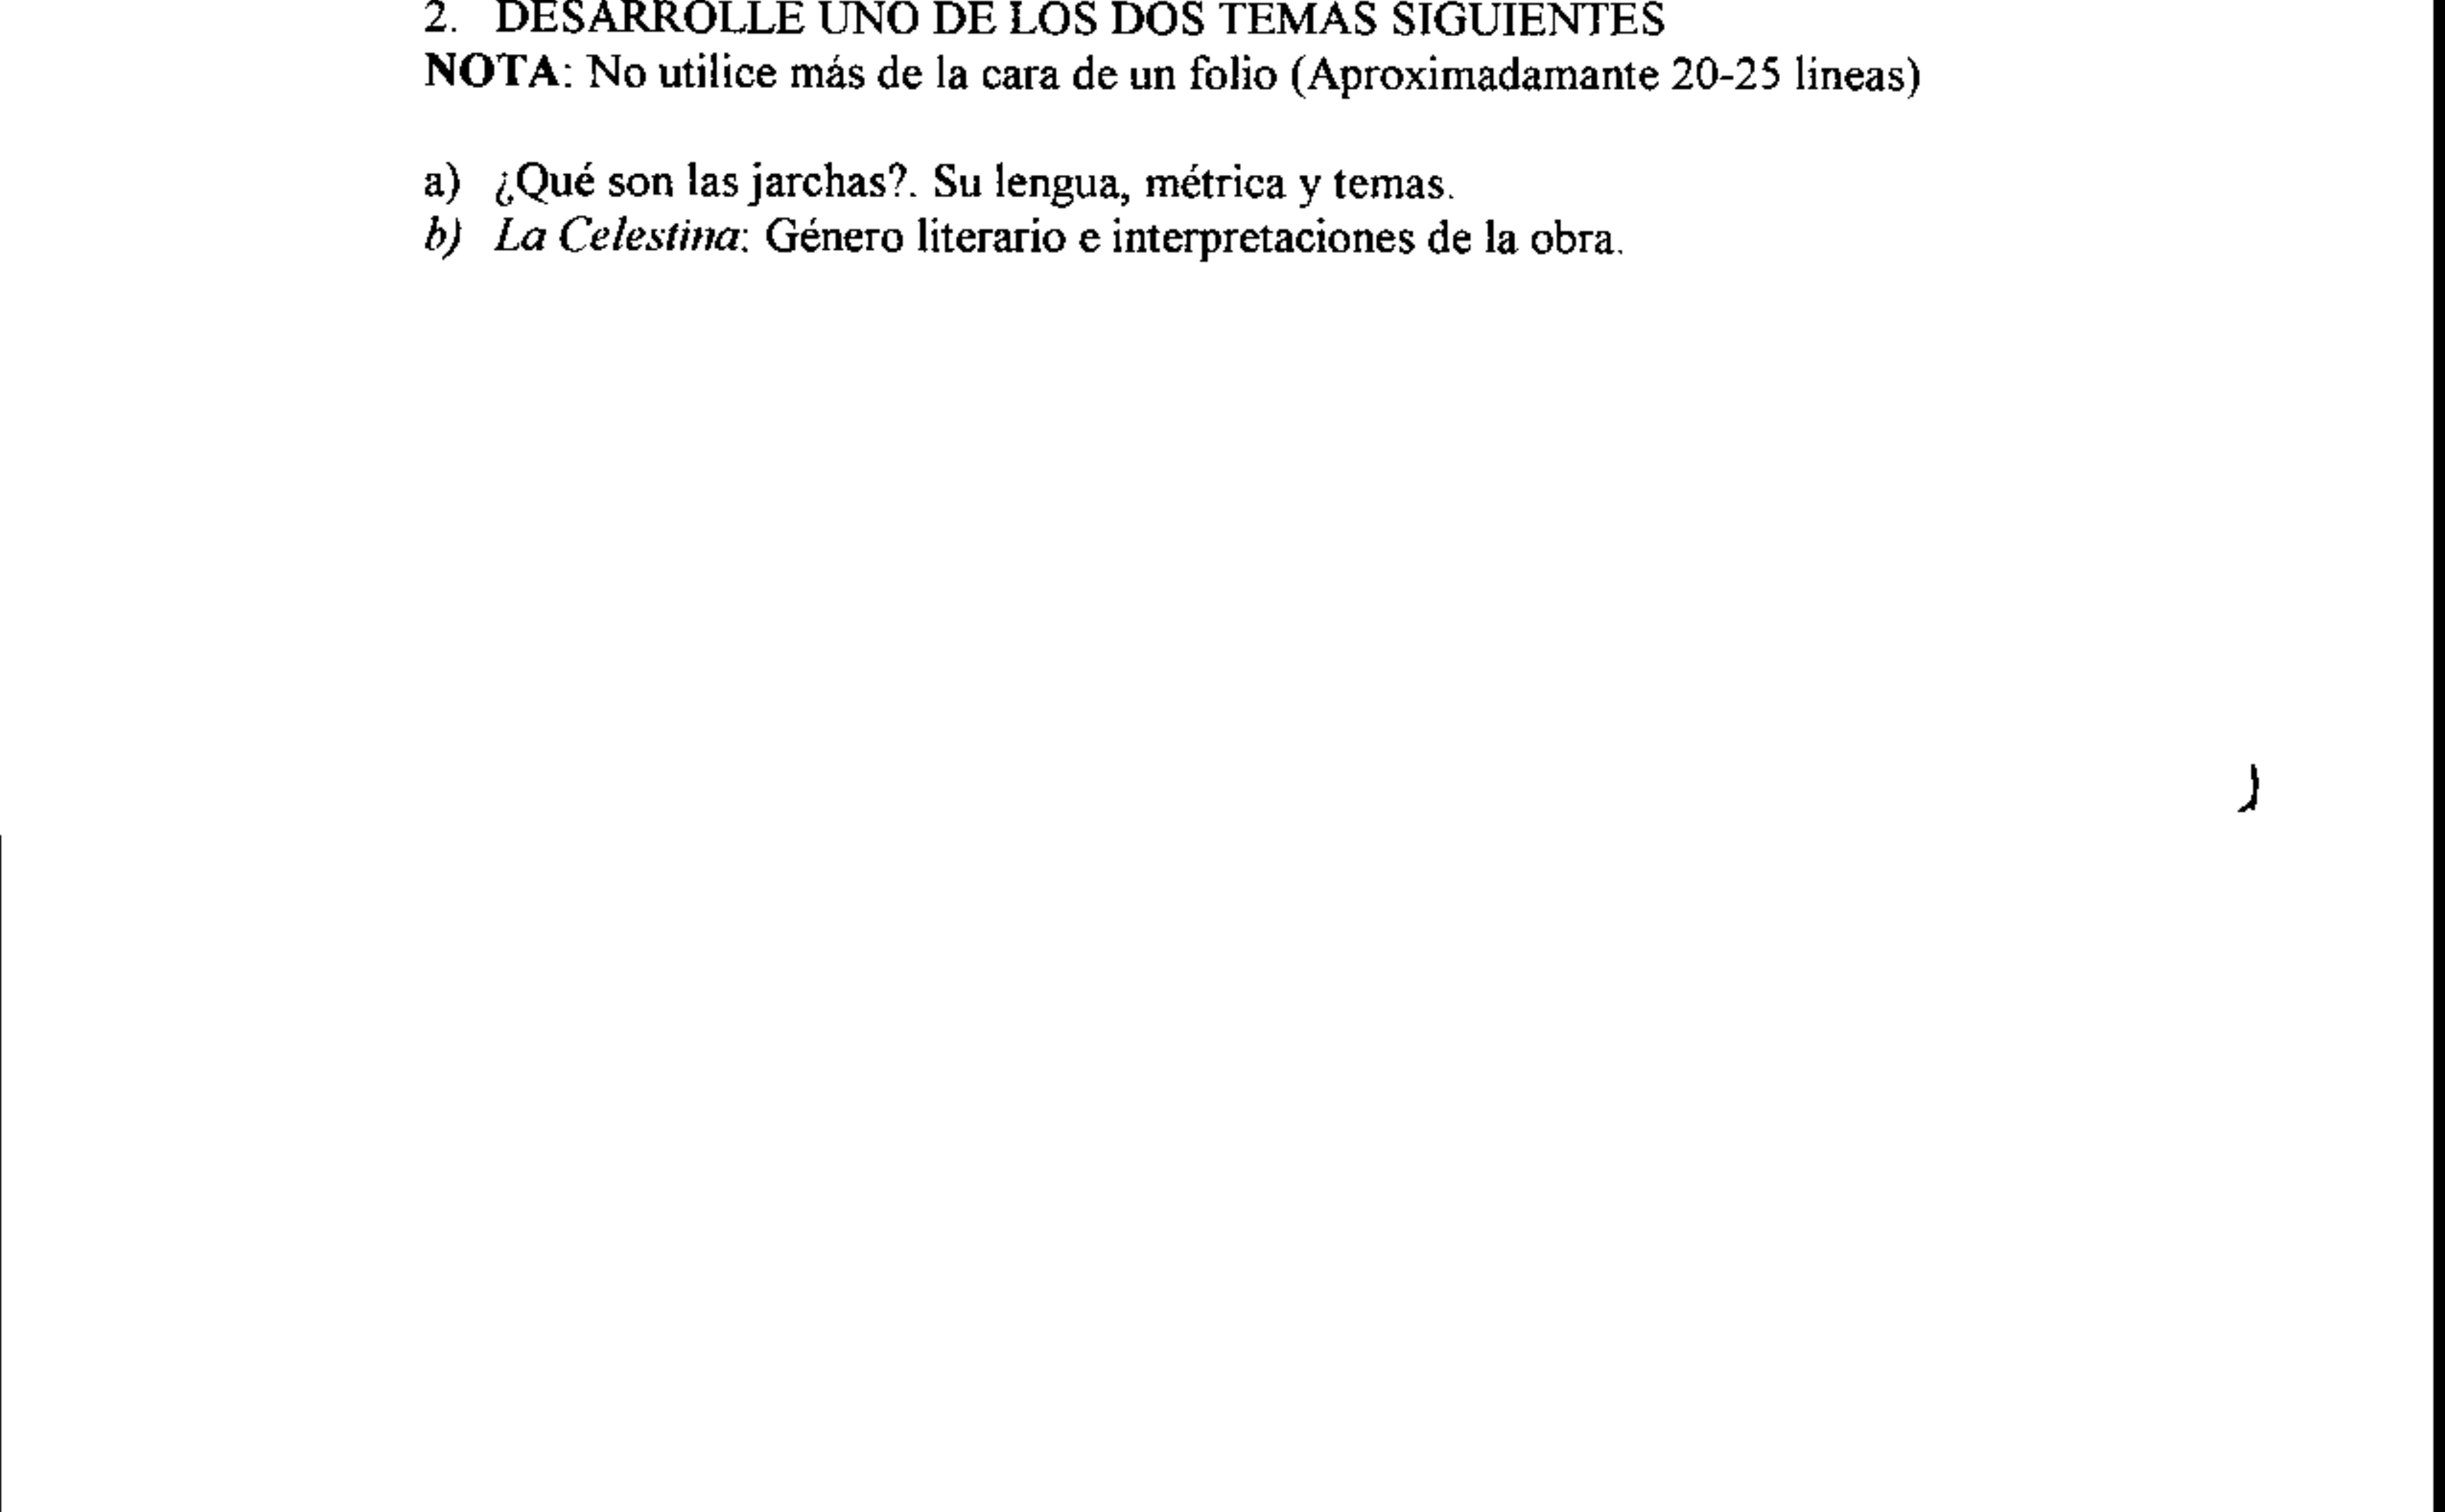 2. DESARROLLE UNO DE LOS DOS TEMAS SIGUIENTES
NOTA: No utilice más de la cara de un folio (Aproximadamante 20-25 líneas)
a) ¿Qué son las jarchas?. Su lengua, métrica y temas.
b) La Celestina: Género literario e interpretaciones de la obra.